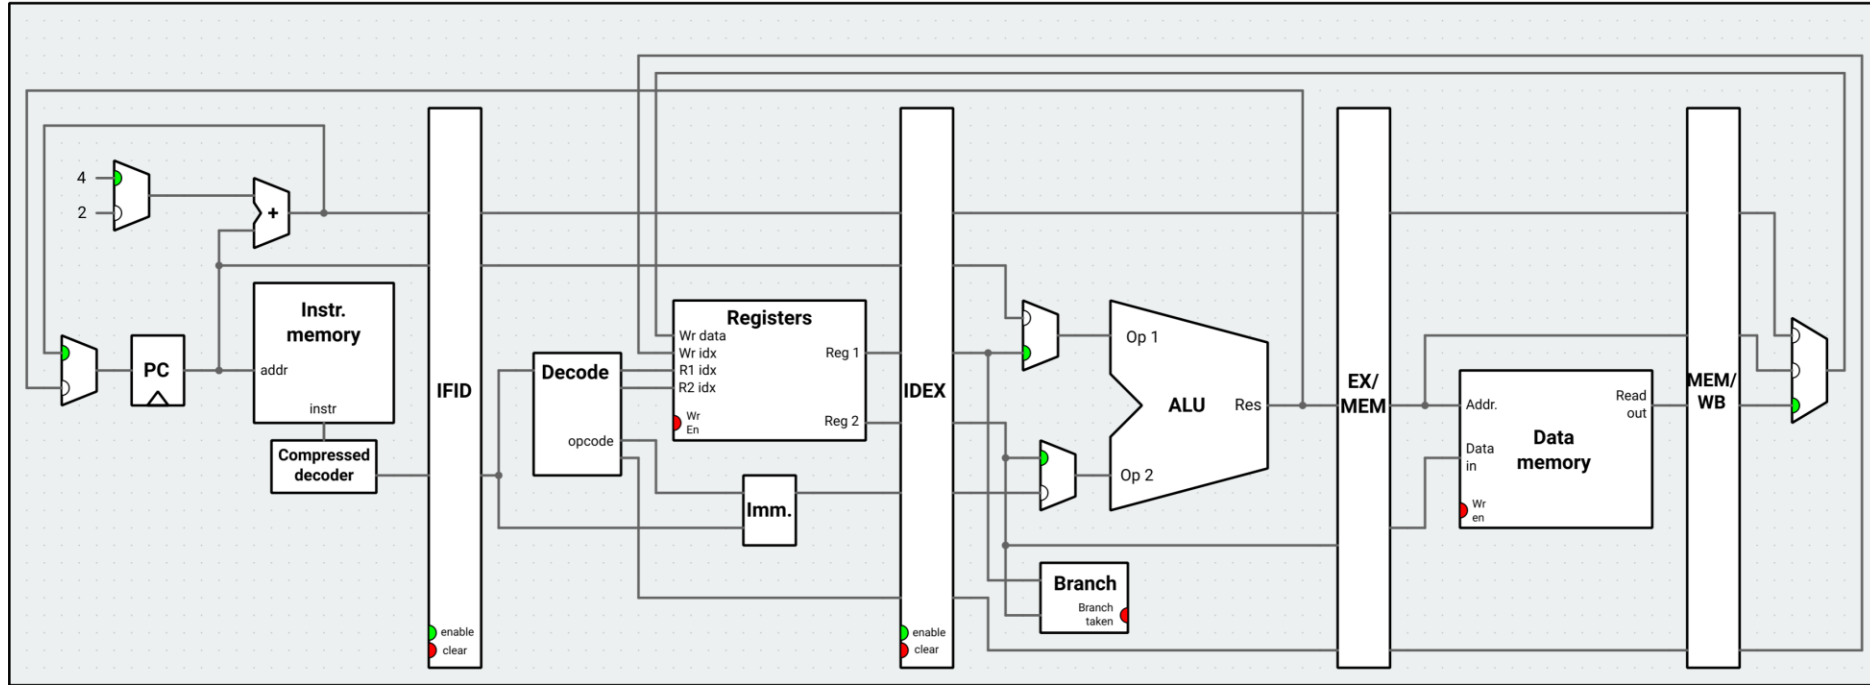 4
2
+
Instr.
memory
addr
instr
PC
Compressed
decoder
IFID
enable
clear
Decode
opcode
Registers
Wr data
Wr idx
R1 idx
R2 idx
Wr
En
Reg 1
Reg 2
Imm.
IDEX
enable
clear
Op 1
Op 2
ALU
Res
Branch
Branch
taken
EX/
MEM
Addr.
Data
in
Wr
en
Data
memory
Read
out
MEM/
WB